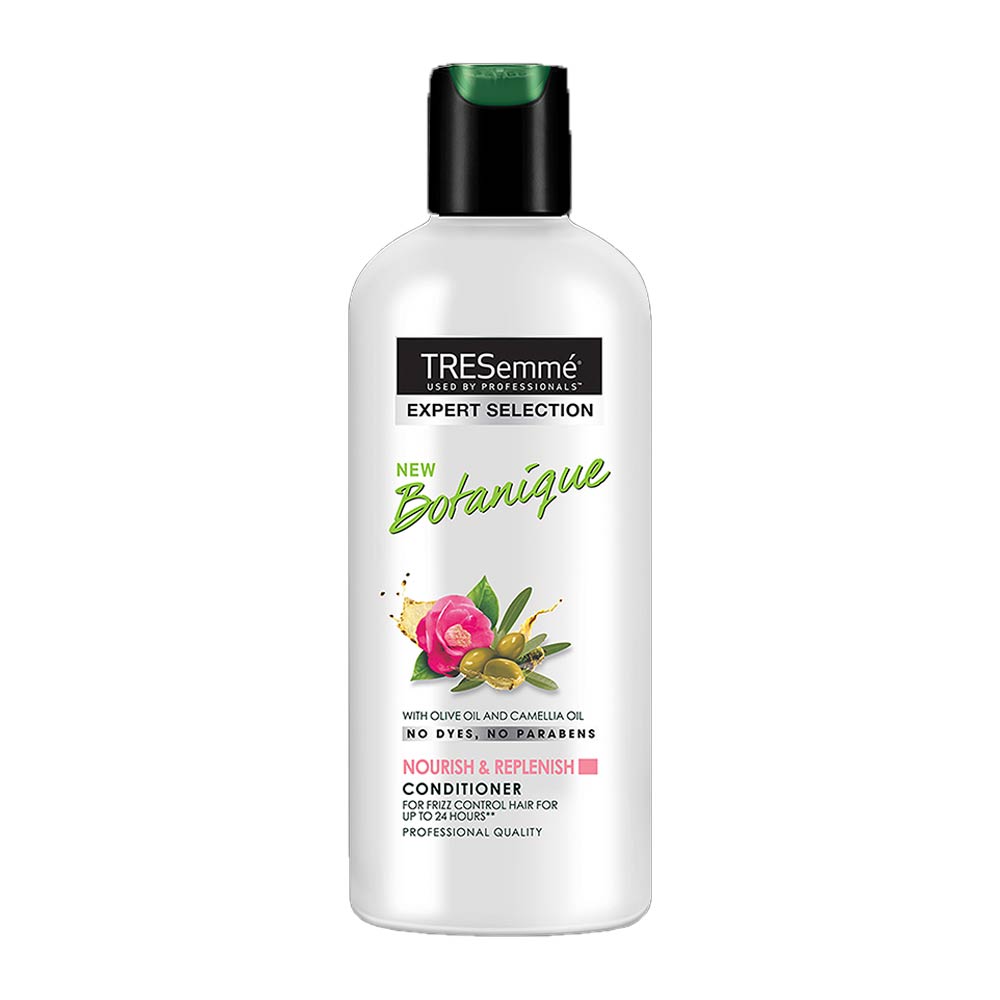 TRESemmé®
USED BY PROFESSIONALS™
EXPERT SELECTION
NEW
Botanique
WITH OLIVE OIL AND CAMELLIA OIL
NO DYES, NO PARABENS
NOURISH & REPLENISH
CONDITIONER
FOR FRIZZ CONTROL HAIR FOR
UP TO 24 HOURS**
PROFESSIONAL QUALITY